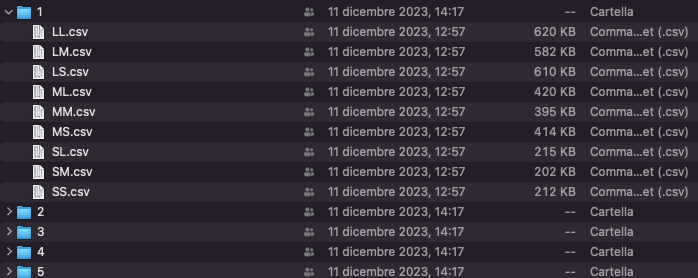 1 11 dicembre 2023, 14:17 -- Cartella
LL.csv 11 dicembre 2023, 12:57 620 KB Comma...et (.csv)
LM.csv 11 dicembre 2023, 12:57 582 KB Comma...et (.csv)
LS.csv 11 dicembre 2023, 12:57 610 KB Comma...et (.csv)
ML.csv 11 dicembre 2023, 12:57 420 KB Comma...et (.csv)
MM.csv 11 dicembre 2023, 12:57 395 KB Comma...et (.csv)
MS.csv 11 dicembre 2023, 12:57 414 KB Comma...et (.csv)
SL.csv 11 dicembre 2023, 12:57 215 KB Comma...et (.csv)
SM.csv 11 dicembre 2023, 12:57 202 KB Comma...et (.csv)
SS.csv 11 dicembre 2023, 12:57 212 KB Comma...et (.csv)
2 11 dicembre 2023, 14:17 -- Cartella
3 11 dicembre 2023, 14:17 -- Cartella
4 11 dicembre 2023, 14:17 -- Cartella
5 11 dicembre 2023, 14:17 -- Cartella